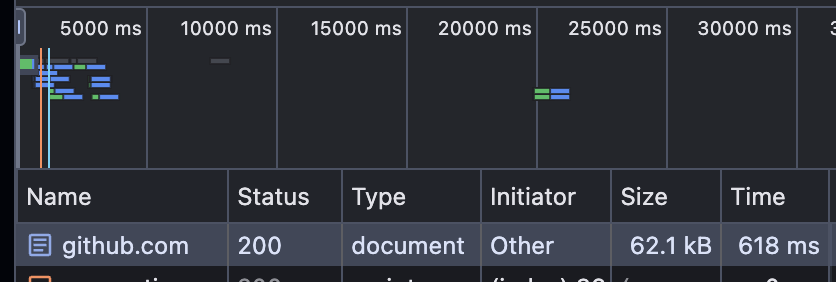 5000 ms 10000 ms 15000 ms 20000 ms 25000 ms 30000 ms
Name Status Type Initiator Size Time
github.com 200 document Other 62.1 kB 618 ms